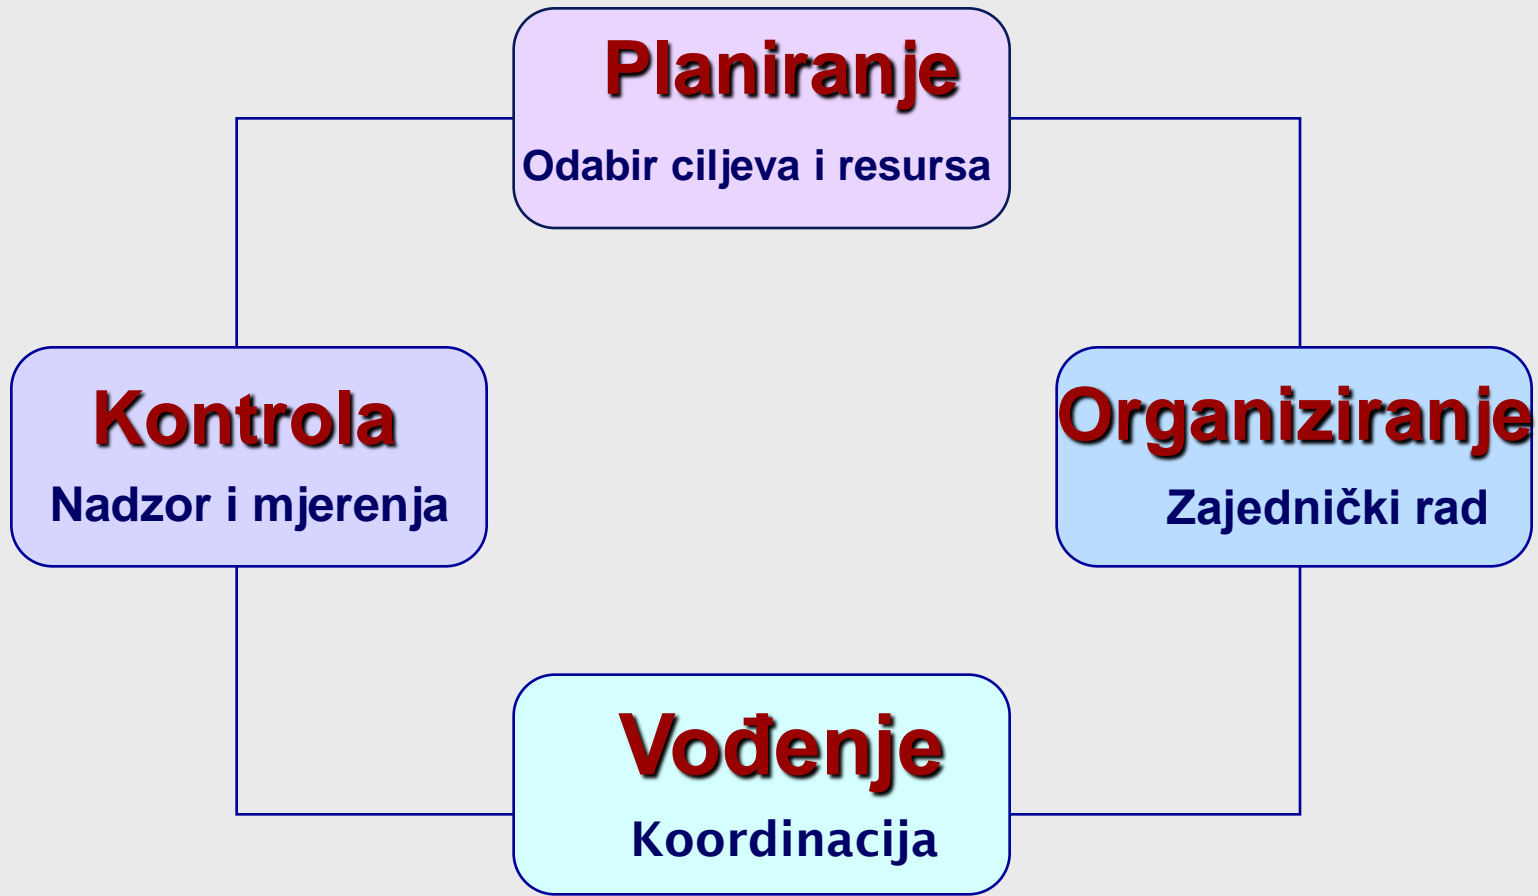 Planiranje
Odabir ciljeva i resursa
Kontrola
Nadzor i mjerenja
Organiziranje
Zajednički rad
Vođenje
Koordinacija